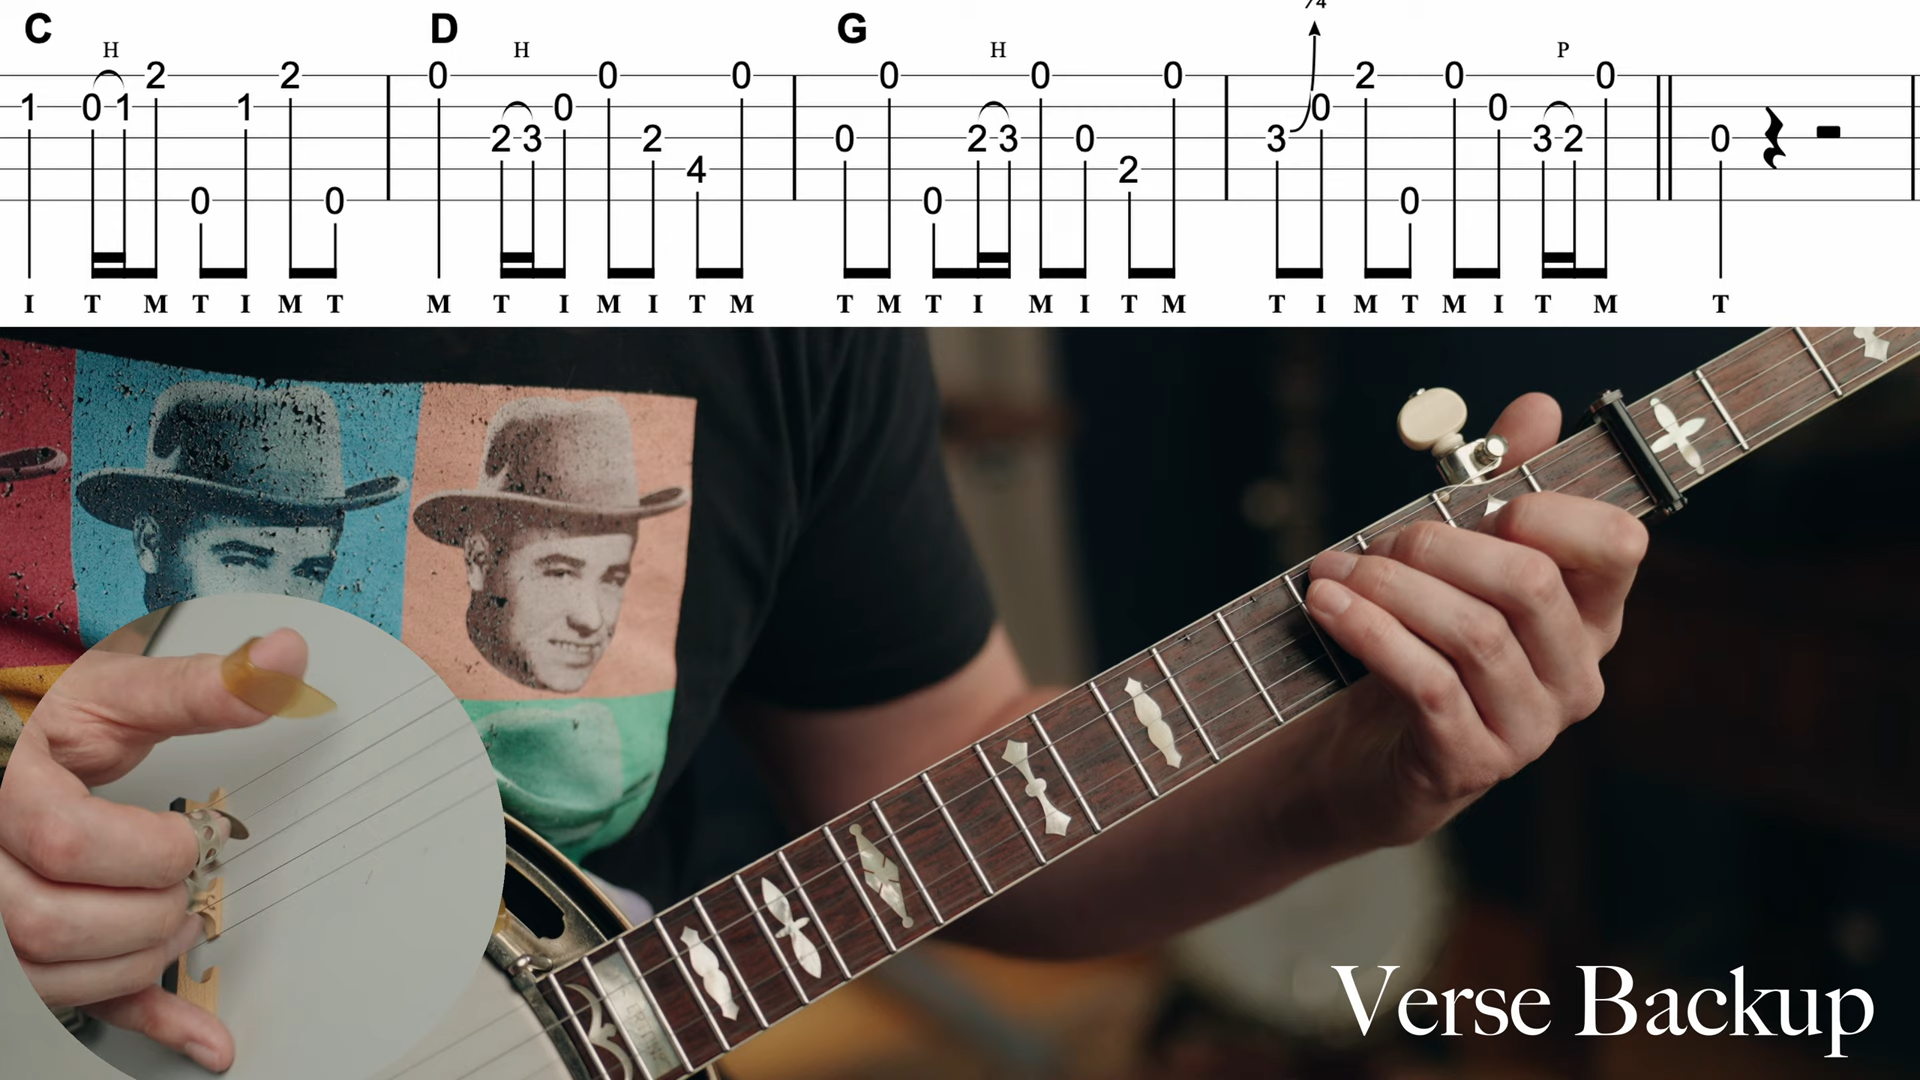 C D G
H H H P
2 2 0 0 0 0 0 0 2 0 0
1 0 1 1 0 0 0
2 3 2 0 2 3 0 3 3 2 0
4 2
0 0 0 0
I T M T I M T M T I M I T M T M T I M I T M T I M T M I T M T
Verse Backup